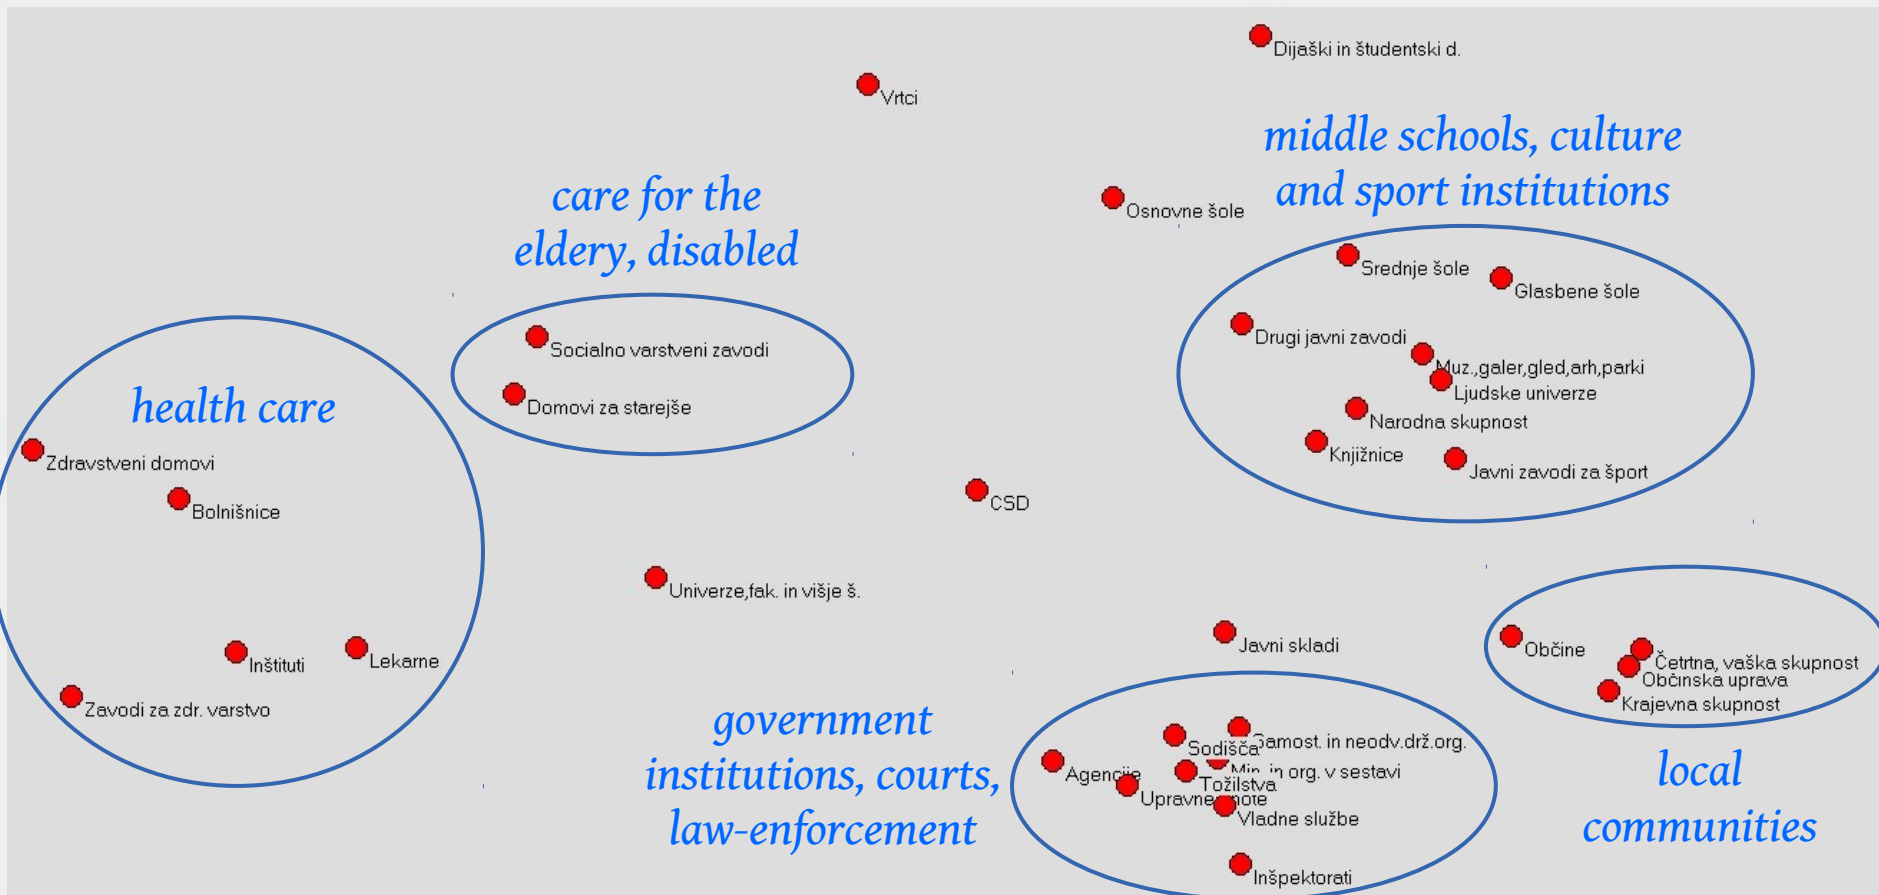 Dijaški in študentski d.
Vrtci
middle schools, culture
and sport institutions
care for the
eldery, disabled
Osnovne šole
Srednje šole
Glasbene šole
Socialno varstveni zavodi
Drugi javni zavodi
Muz.,galer,gled,arh,parki
Ljudske univerze
Domovi za starejše
Narodna skupnost
health care
Knjižnice
Javni zavodi za šport
Zdravstveni domovi
Bolnišnice
CSD
Univerze,fak. in višje š.
Javni skladi
Občine
Inštituti
Lekarne
Četrtna, vaška skupnost
Občinska uprava
Krajevna skupnost
Zavodi za zdr. varstvo
government
institutions, courts,
law-enforcement
Sodišča
Samost. in neodv.drž.org.
Agencije
Min. in org. v sestavi
Tožilstva
Upravne enote
Vladne službe
Inšpektorati
local
communities